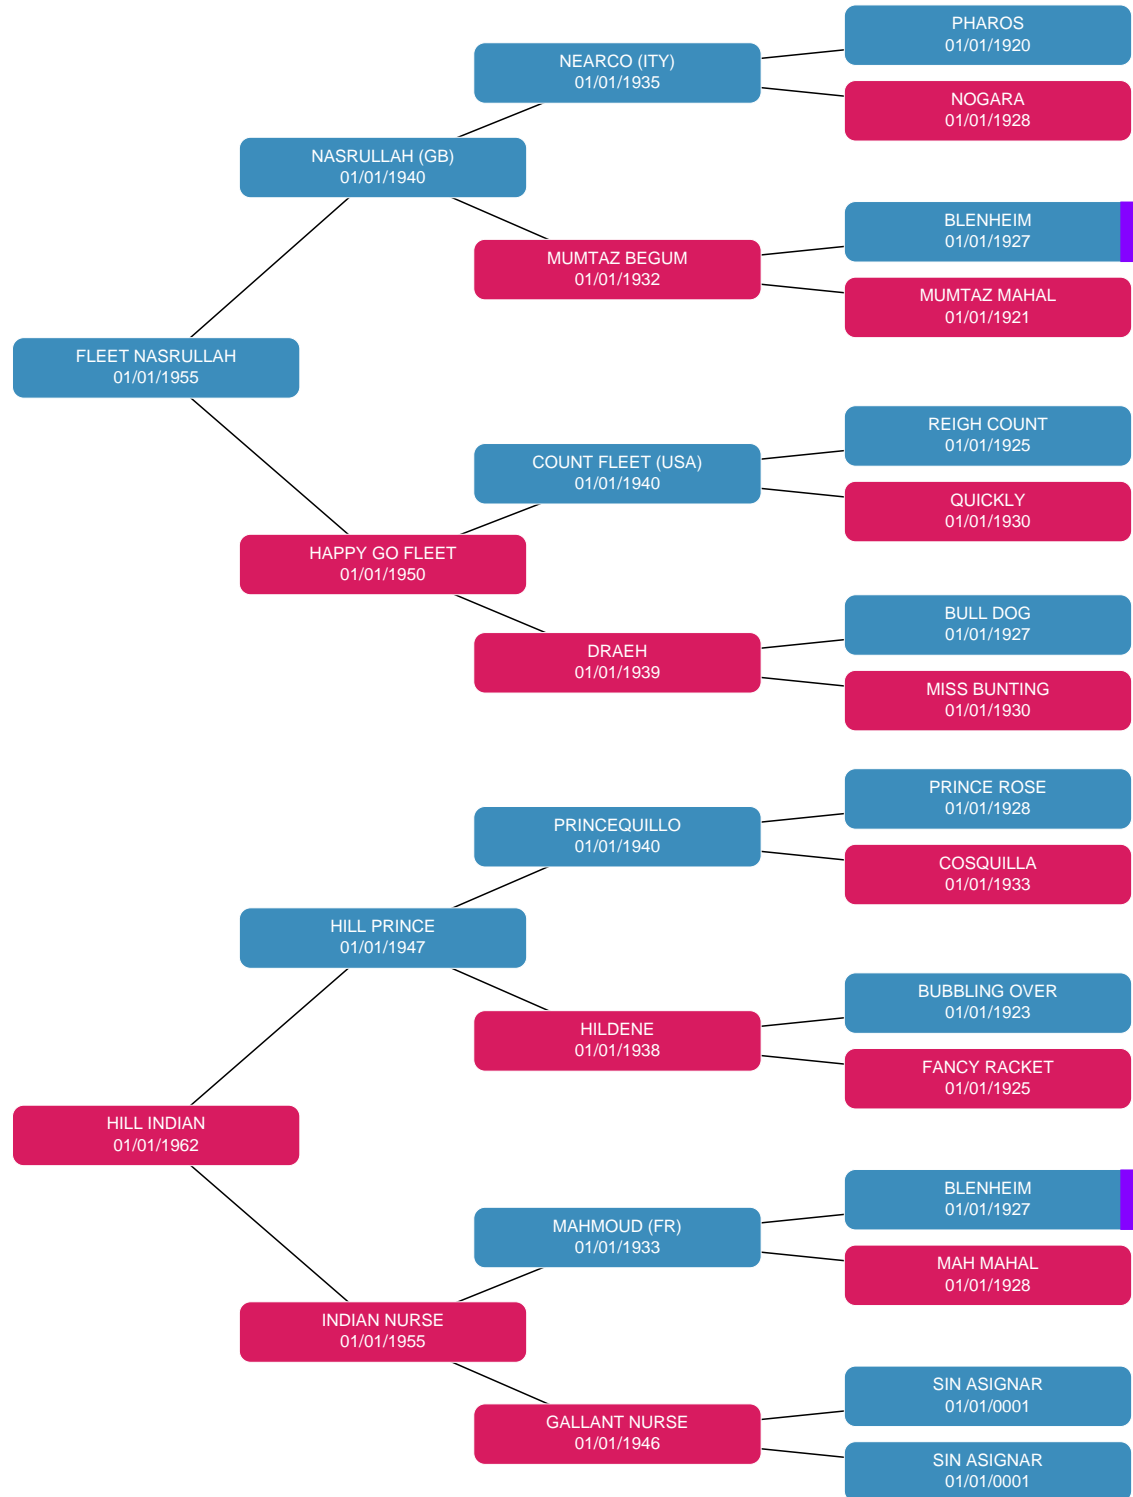 PHAROS
01/01/1920
NEARCO (ITY)
01/01/1935
NOGARA
01/01/1928
NASRULLAH (GB)
01/01/1940
BLENHEIM
01/01/1927
MUMTAZ BEGUM
01/01/1932
MUMTAZ MAHAL
01/01/1921
FLEET NASRULLAH
01/01/1955
REIGH COUNT
01/01/1925
COUNT FLEET (USA)
01/01/1940
QUICKLY
01/01/1930
HAPPY GO FLEET
01/01/1950
BULL DOG
01/01/1927
DRAEH
01/01/1939
MISS BUNTING
01/01/1930
PRINCE ROSE
01/01/1928
PRINCEQUILLO
01/01/1940
COSQUILLA
01/01/1933
HILL PRINCE
01/01/1947
BUBBLING OVER
01/01/1923
HILDENE
01/01/1938
FANCY RACKET
01/01/1925
HILL INDIAN
01/01/1962
BLENHEIM
01/01/1927
MAHMOUD (FR)
01/01/1933
MAH MAHAL
01/01/1928
INDIAN NURSE
01/01/1955
SIN ASIGNAR
01/01/0001
GALLANT NURSE
01/01/1946
SIN ASIGNAR
01/01/0001